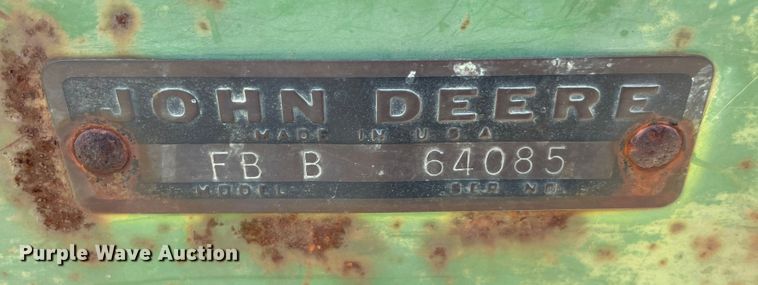 JOHN DEERE
MADE IN U.S.A
FB B 64085
MODEL SER NO.
Purple Wave Auction